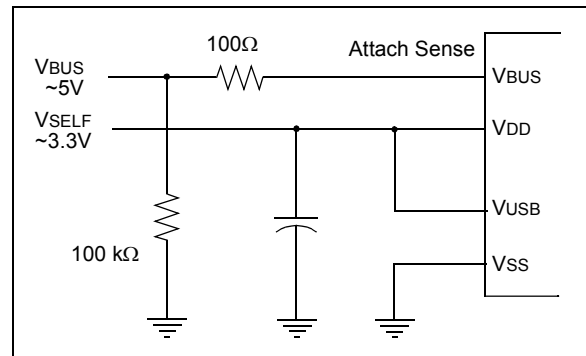 100Ω
Attach Sense
VBUS
~5V
VBUS
VSELF
~3.3V
VDD
VUSB
100 kΩ
VSS